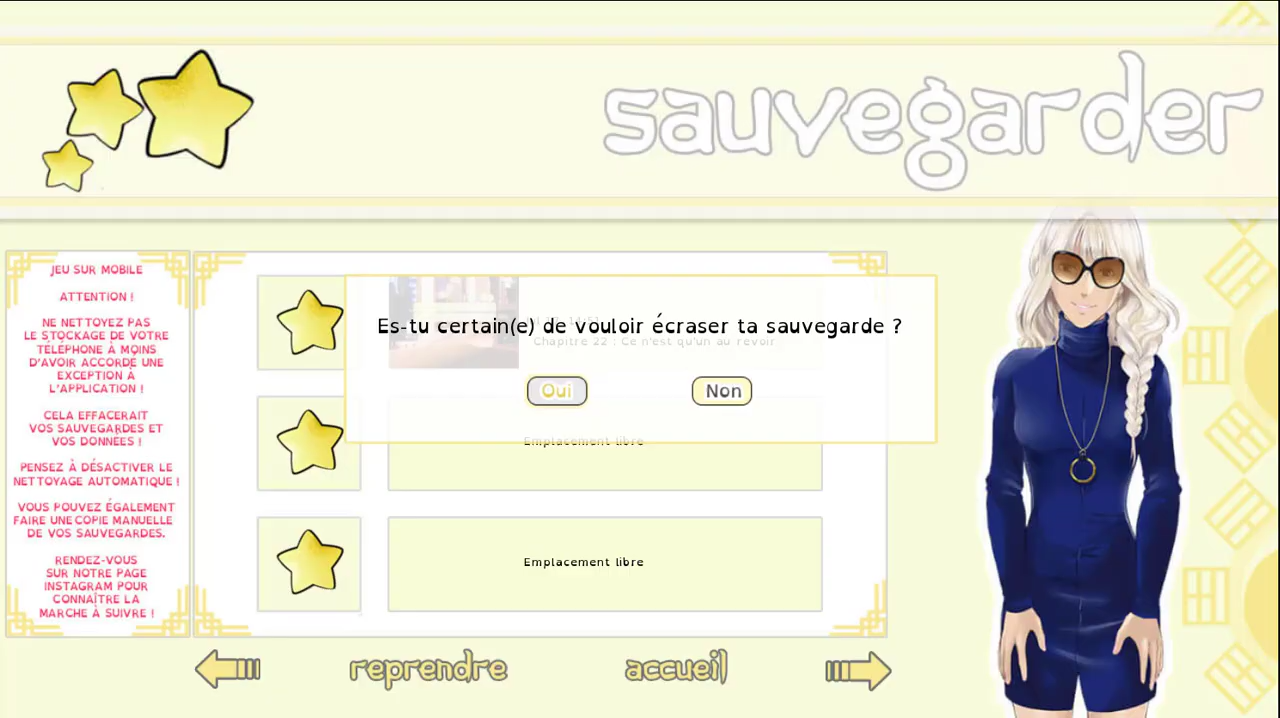 sauvegarder
JEU SUR MOBILE
ATTENTION !
NE NETTOYEZ PAS
LE STOCKAGE DE VOTRE
TÉLÉPHONE À MOINS
D'AVOIR ACCORDÉ UNE
EXCEPTION À
L'APPLICATION !
CELA EFFACERAIT
VOS SAUVEGARDES ET
VOS DONNÉES !
PENSEZ À DÉSACTIVER LE
NETTOYAGE AUTOMATIQUE !
VOUS POUVEZ ÉGALEMENT
FAIRE UNE COPIE MANUELLE
DE VOS SAUVEGARDES.
RENDEZ-VOUS
SUR NOTRE PAGE
INSTAGRAM POUR
CONNAÎTRE LA
MARCHE À SUIVRE !
Es-tu certain(e) de vouloir écraser ta sauvegarde ?
Chapitre 22 : Ce n'est qu'un au revoir
Oui Non
Emplacement libre
Emplacement libre
reprendre accueil